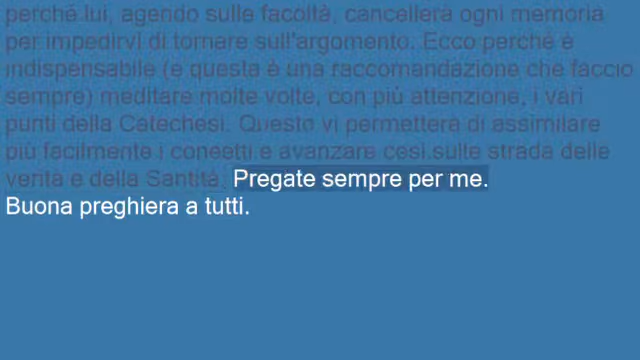 perché lui, agendo sulle facoltà, cancellerà ogni memoria
per impedirvi di tornare sull'argomento. Ecco perché è
indispensabile (e questa è una raccomandazione che faccio
sempre) meditare molte volte, con più attenzione, i vari
punti della Catechesi. Questo vi permetterà di assimilare
più facilmente i concetti e avanzare così sulle strada delle
verità e della Santità. Pregate sempre per me.
Buona preghiera a tutti.